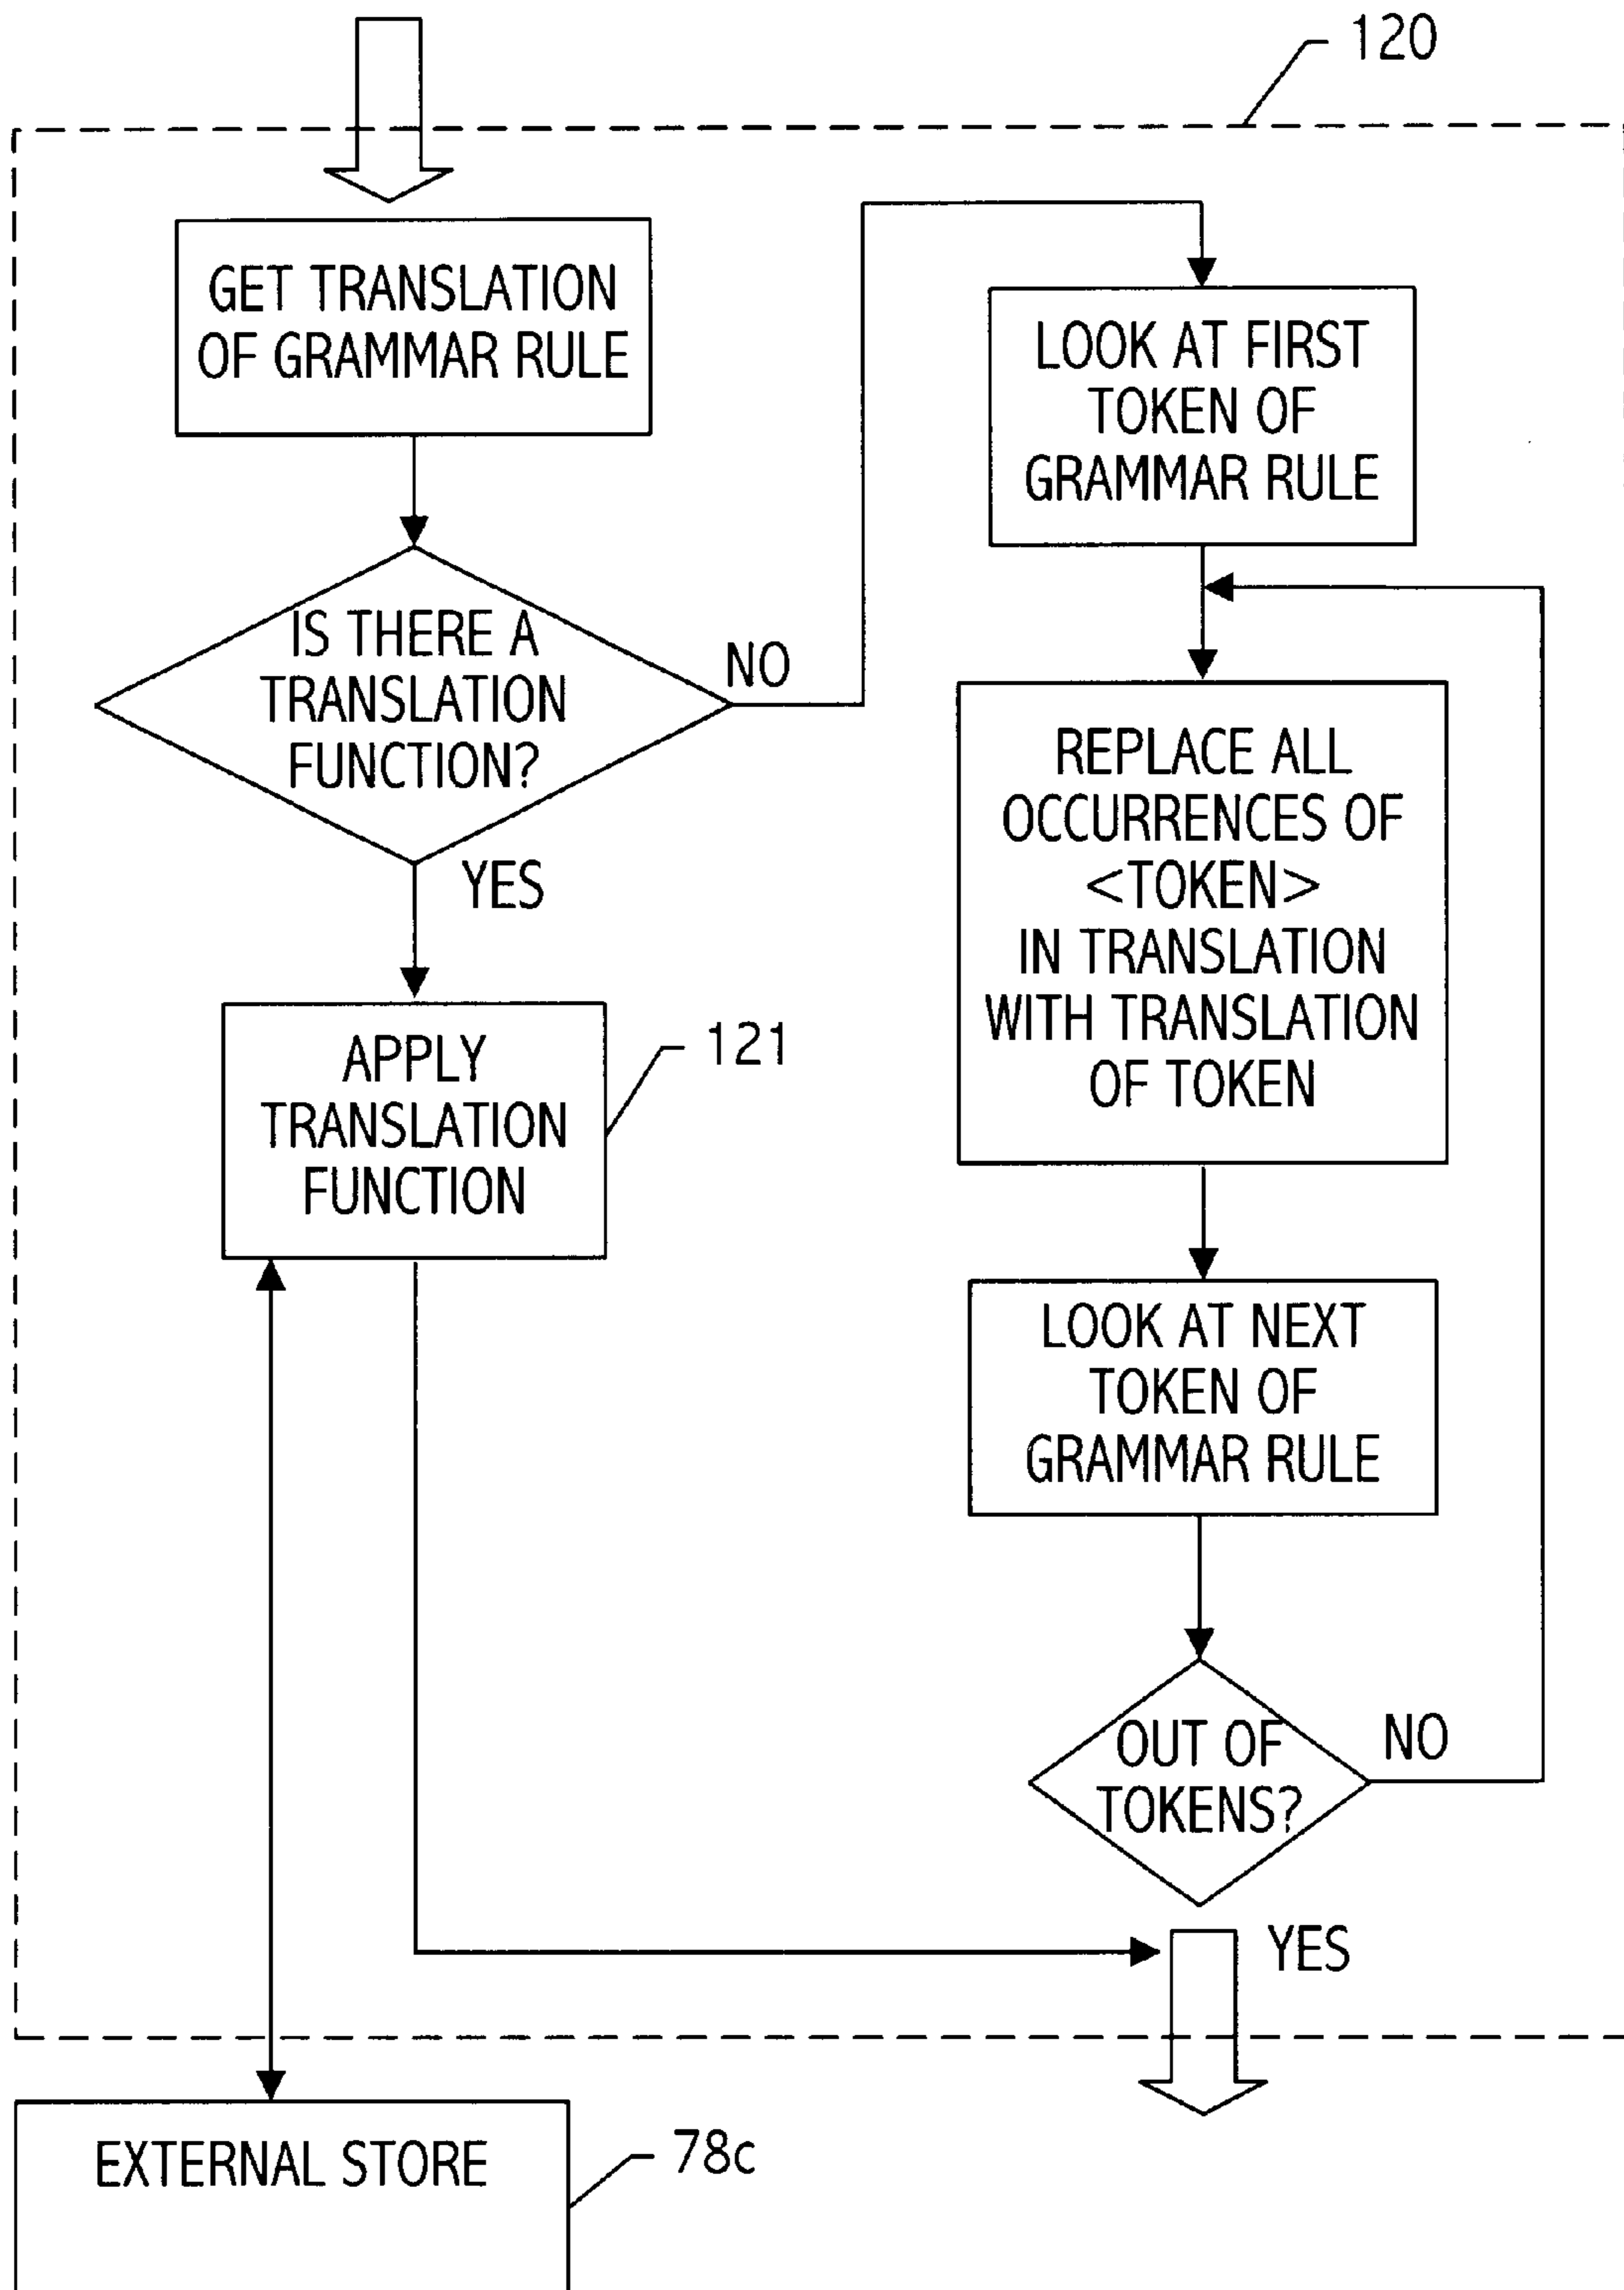 120
GET TRANSLATION
OF GRAMMAR RULE
IS THERE A
TRANSLATION
FUNCTION?
NO
YES
APPLY
TRANSLATION
FUNCTION
121
LOOK AT FIRST
TOKEN OF
GRAMMAR RULE
REPLACE ALL
OCCURRENCES OF
<TOKEN>
IN TRANSLATION
WITH TRANSLATION
OF TOKEN
LOOK AT NEXT
TOKEN OF
GRAMMAR RULE
OUT OF
TOKENS?
NO
YES
EXTERNAL STORE
78c